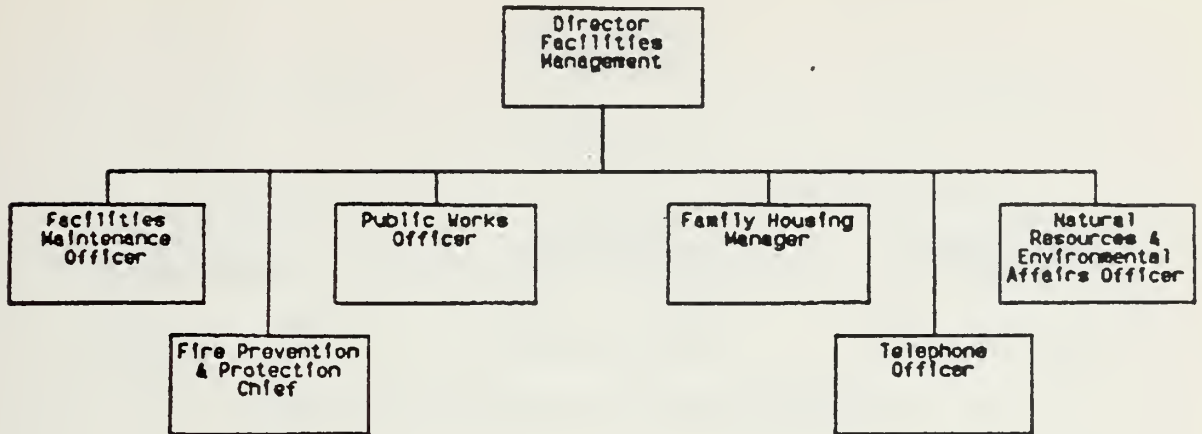 Director
Facilities
Management
Facilities
Maintenance
Officer
Public Works
Officer
Family Housing
Manager
Natural
Resources &
Environmental
Affairs Officer
Fire Prevention
& Protection
Chief
Telephone
Officer